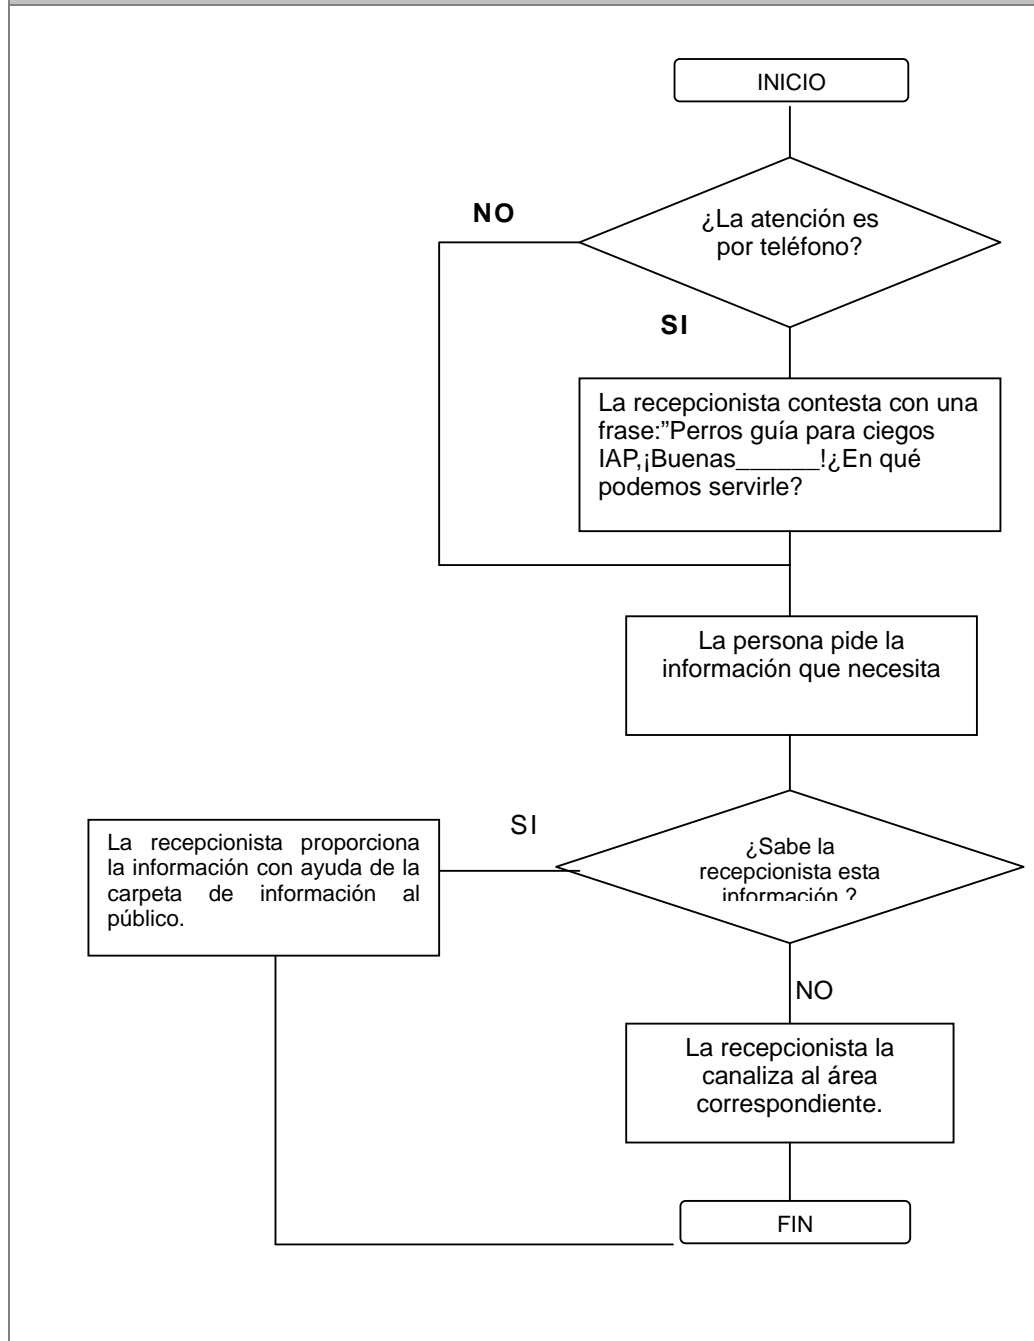 INICIO
NO
¿La atención es
por teléfono?
SI
La recepcionista contesta con una
frase:”Perros guía para ciegos
IAP,¡Buenas______!¿En qué
podemos servirle?
La persona pide la
información que necesita
SI
¿Sabe la
recepcionista esta
información ?
La recepcionista proporciona
la información con ayuda de la
carpeta de información al
público.
NO
La recepcionista la
canaliza al área
correspondiente.
FIN